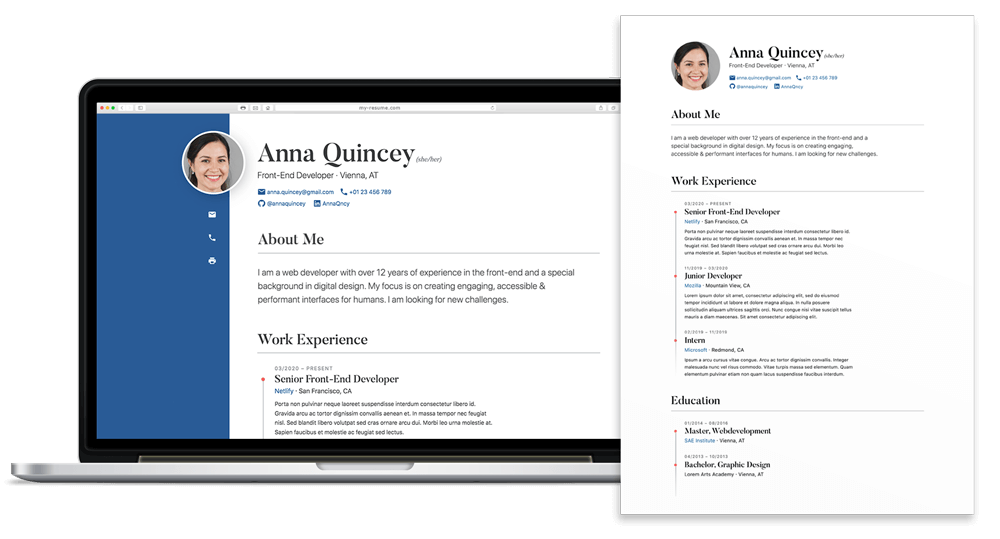 my-resume.com
Anna Quincey (she/her)
Front-End Developer · Vienna, AT
anna.quincey@gmail.com +01 23 456 789
@annaquincey AnnaQncy
About Me
I am a web developer with over 12 years of experience in the front-end and a special
background in digital design. My focus is on creating engaging, accessible &
performant interfaces for humans. I am looking for new challenges.
Work Experience
03/2020 – PRESENT
Senior Front-End Developer
Netlify · San Francisco, CA
Porta non pulvinar neque laoreet suspendisse interdum consectetur libero id.
Gravida arcu ac tortor dignissim convallis aenean et. In massa tempor nec feugiat
nisl. Sed blandit libero volutpat sed cras ornare arcu. Morbi leo urna molestie at.
Sapien faucibus et molestie ac feugiat sed lectus.
Anna Quincey (she/her)
Front-End Developer · Vienna, AT
anna.quincey@gmail.com +01 23 456 789
@annaquincey AnnaQncy
About Me
I am a web developer with over 12 years of experience in the front-end and a
special background in digital design. My focus is on creating engaging,
accessible & performant interfaces for humans. I am looking for new challenges.
Work Experience
03/2020 – PRESENT
Senior Front-End Developer
Netlify · San Francisco, CA
Porta non pulvinar neque laoreet suspendisse interdum consectetur libero id.
Gravida arcu ac tortor dignissim convallis aenean et. In massa tempor nec
feugiat nisl. Sed blandit libero volutpat sed cras ornare arcu. Morbi leo
urna molestie at. Sapien faucibus et molestie ac feugiat sed lectus.
11/2016 – 03/2020
Junior Developer
Mozilla · Mountain View, CA
Lorem ipsum dolor sit amet, consectetur adipiscing elit, sed do eiusmod
tempor incididunt ut labore et dolore magna aliqua. In nulla posuere
sollicitudin aliquam ultrices sagittis orci. Nunc congue nisi vitae suscipit tellus
mauris a diam maecenas. Sit amet consectetur adipiscing.
02/2016 – 11/2016
Intern
Microsoft · Redmond, CA
Ipsum a arcu cursus vitae congue. Arcu ac tortor dignissim convallis. Integer
malesuada nunc vel risus commodo. Vitae turpis massa sed elementum. Quam
elementum pulvinar etiam non quam lacus suspendisse faucibus interdum.
Education
01/2014 – 08/2016
Master, Webdevelopment
SAE Institute · Vienna, AT
04/2013 – 10/2013
Bachelor, Graphic Design
Lorem Arts Academy · Vienna, AT